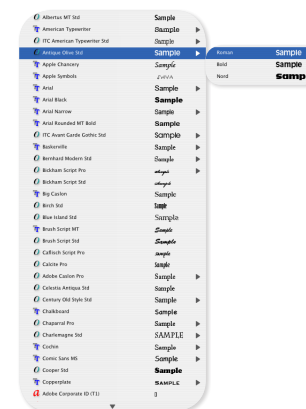 Albertus MT Std Sample
American Typewriter Sample
ITC American Typewriter Std Sample
Antique Olive Std Sample Roman Sample
Apple Chancery Sample Bold Sample
Apple Symbols Nord Sample
Arial Sample
Arial Black Sample
Arial Narrow Sample
Arial Rounded MT Bold Sample
ITC Avant Garde Gothic Std Sample
Baskerville Sample
Bernhard Modern Std Sample
Bickham Script Pro Sample
Bickham Script Std Sample
Big Caslon Sample
Birch Std Sample
Blue Island Std Sample
Brush Script MT Sample
Brush Script Std Sample
Caflisch Script Pro Sample
Calcite Pro Sample
Adobe Caslon Pro Sample
Celestia Antiqua Std Sample
Century Old Style Std Sample
Chalkboard Sample
Chaparral Pro Sample
Charlemagne Std SAMPLE
Cochin Sample
Comic Sans MS Sample
Cooper Std Sample
Copperplate SAMPLE
Adobe Corporate ID (T1)